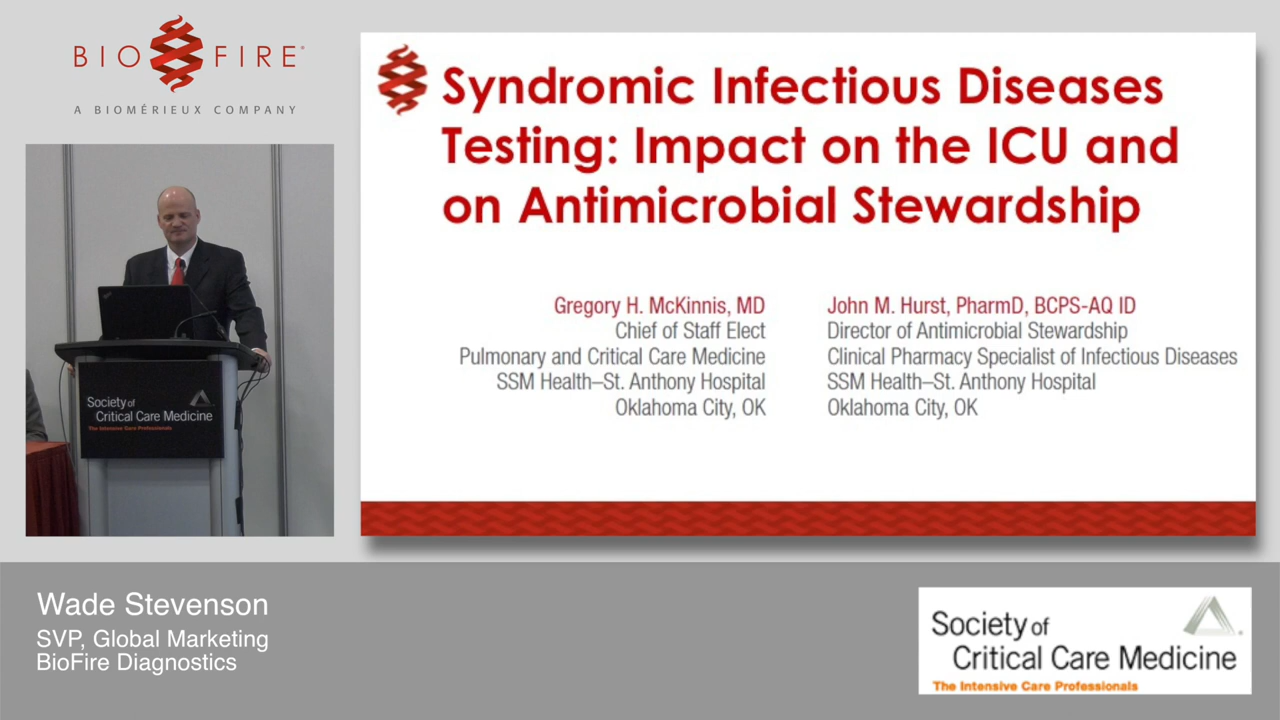 BIO FIRE
A BIOMÉRIEUX COMPANY
Syndromic Infectious Diseases
Testing: Impact on the ICU and
on Antimicrobial Stewardship
Gregory H. McKinnis, MD
Chief of Staff Elect
Pulmonary and Critical Care Medicine
SSM Health–St. Anthony Hospital
Oklahoma City, OK
John M. Hurst, PharmD, BCPS-AQ ID
Director of Antimicrobial Stewardship
Clinical Pharmacy Specialist of Infectious Diseases
SSM Health–St. Anthony Hospital
Oklahoma City, OK
Society of
Critical Care Medicine
The Intensive Care Professionals
Wade Stevenson
SVP, Global Marketing
BioFire Diagnostics
Society of
Critical Care Medicine
The Intensive Care Professionals